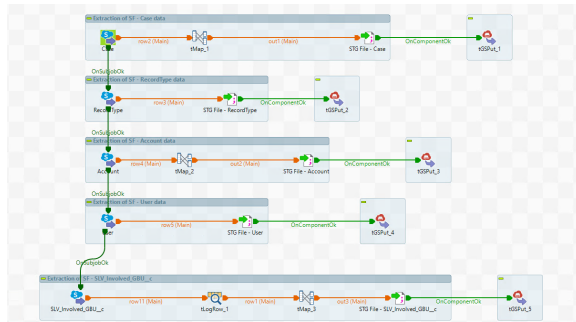 Extraction of SF - Case data
Case
row2 (Main)
tMap_1
out1 (Main)
STG File - Case
OnComponentOk
tGSPut_1
OnSubjobOk
Extraction of SF - RecordType data
RecordType
row3 (Main)
STG File - RecordType
OnComponentOk
tGSPut_2
OnSubjobOk
Extraction of SF - Account data
Account
row4 (Main)
tMap_2
out2 (Main)
STG File - Account
OnComponentOk
tGSPut_3
OnSubjobOk
Extraction of SF - User data
User
row5 (Main)
STG File - User
OnComponentOk
tGSPut_4
OnSubjobOk
Extraction of SF - SLV_Involved_GBU__c
SLV_Involved_GBU__c
row11 (Main)
tLogRow_1
row1 (Main)
tMap_3
out3 (Main)
STG File - SLV_Involved_GBU__c
OnComponentOk
tGSPut_5